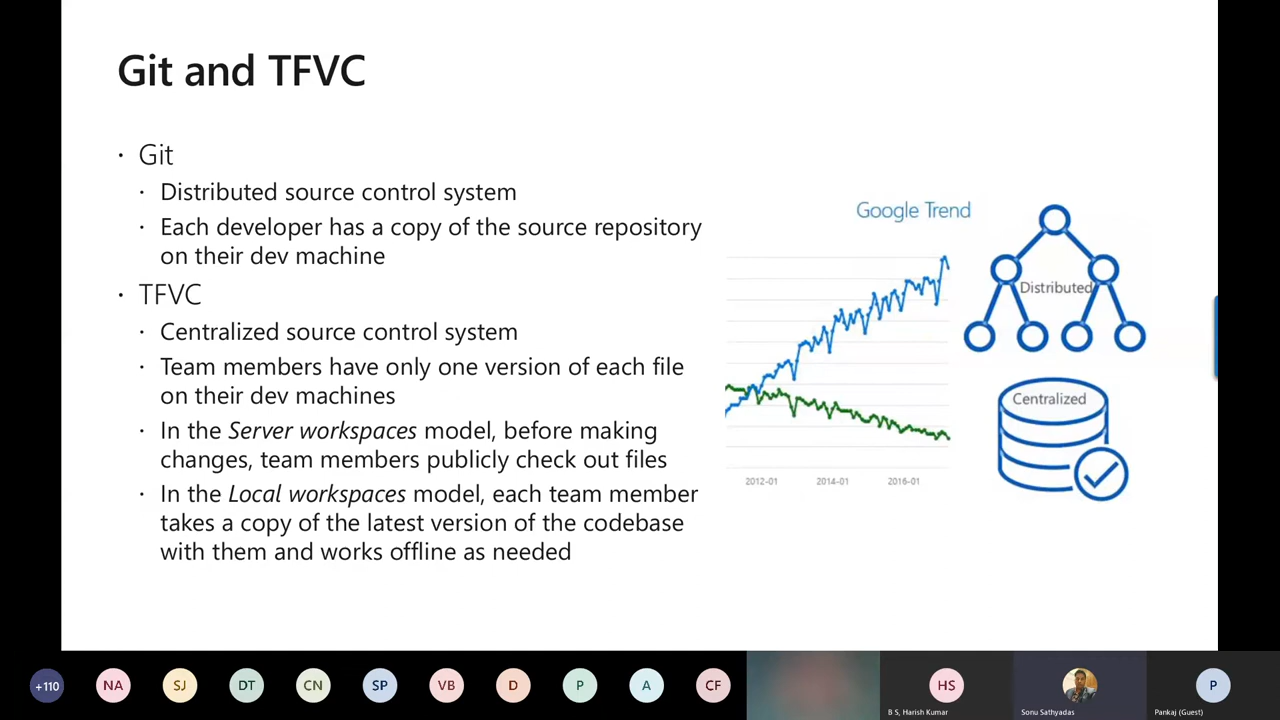 Git and TFVC
• Git
• Distributed source control system
• Each developer has a copy of the source repository
on their dev machine
• TFVC
• Centralized source control system
• Team members have only one version of each file
on their dev machines
• In the Server workspaces model, before making
changes, team members publicly check out files
• In the Local workspaces model, each team member
takes a copy of the latest version of the codebase
with them and works offline as needed
Google Trend
2012-01 2014-01 2016-01
Distributed
Centralized
+110 NA SJ DT CN SP VB D P A CF HS P
B S, Harish Kumar Sonu Sathyadas Pankaj (Guest)